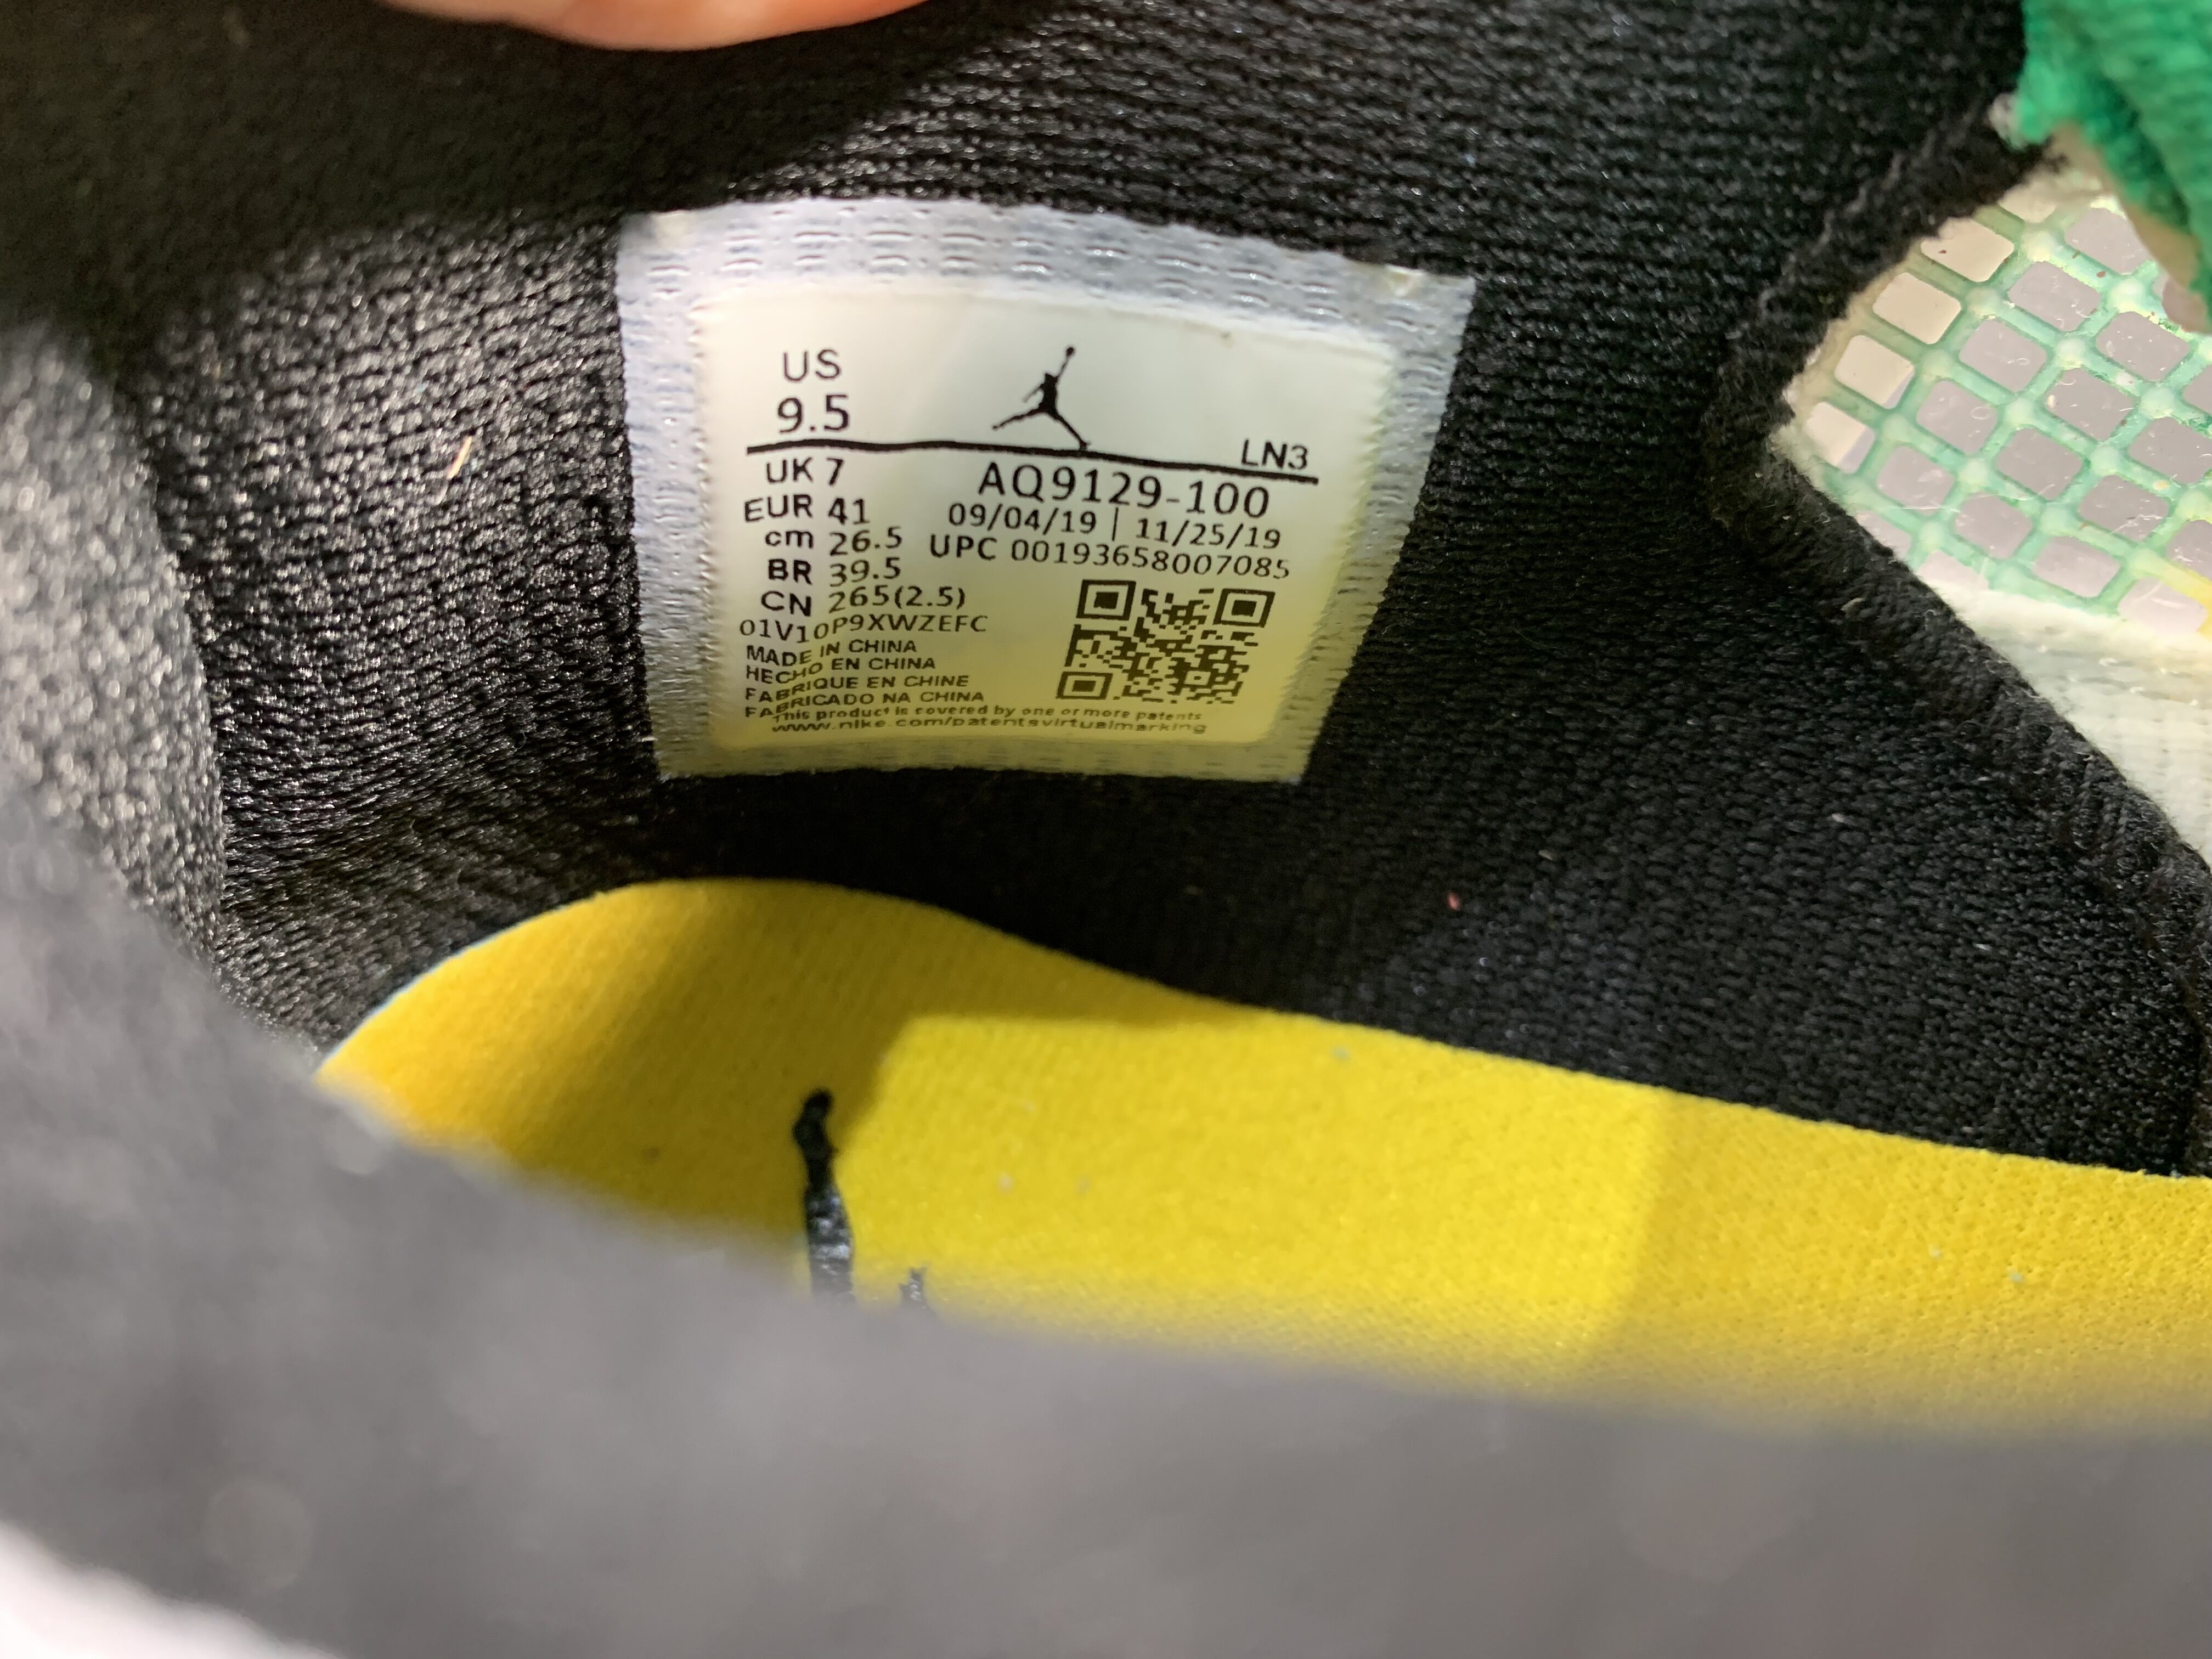 US
9.5
LN3
UK 7
EUR 41
cm 26.5
BR 39.5
CN 265(2.5)
AQ9129-100
09/04/19 | 11/25/19
UPC 00193658007085
01V10P9XWZEFC
MADE IN CHINA
HECHO EN CHINA
FABRIQUE EN CHINE
FABRICADO NA CHINA
This product is covered by one or more patents
www.nike.com/patentsvirtualmarking